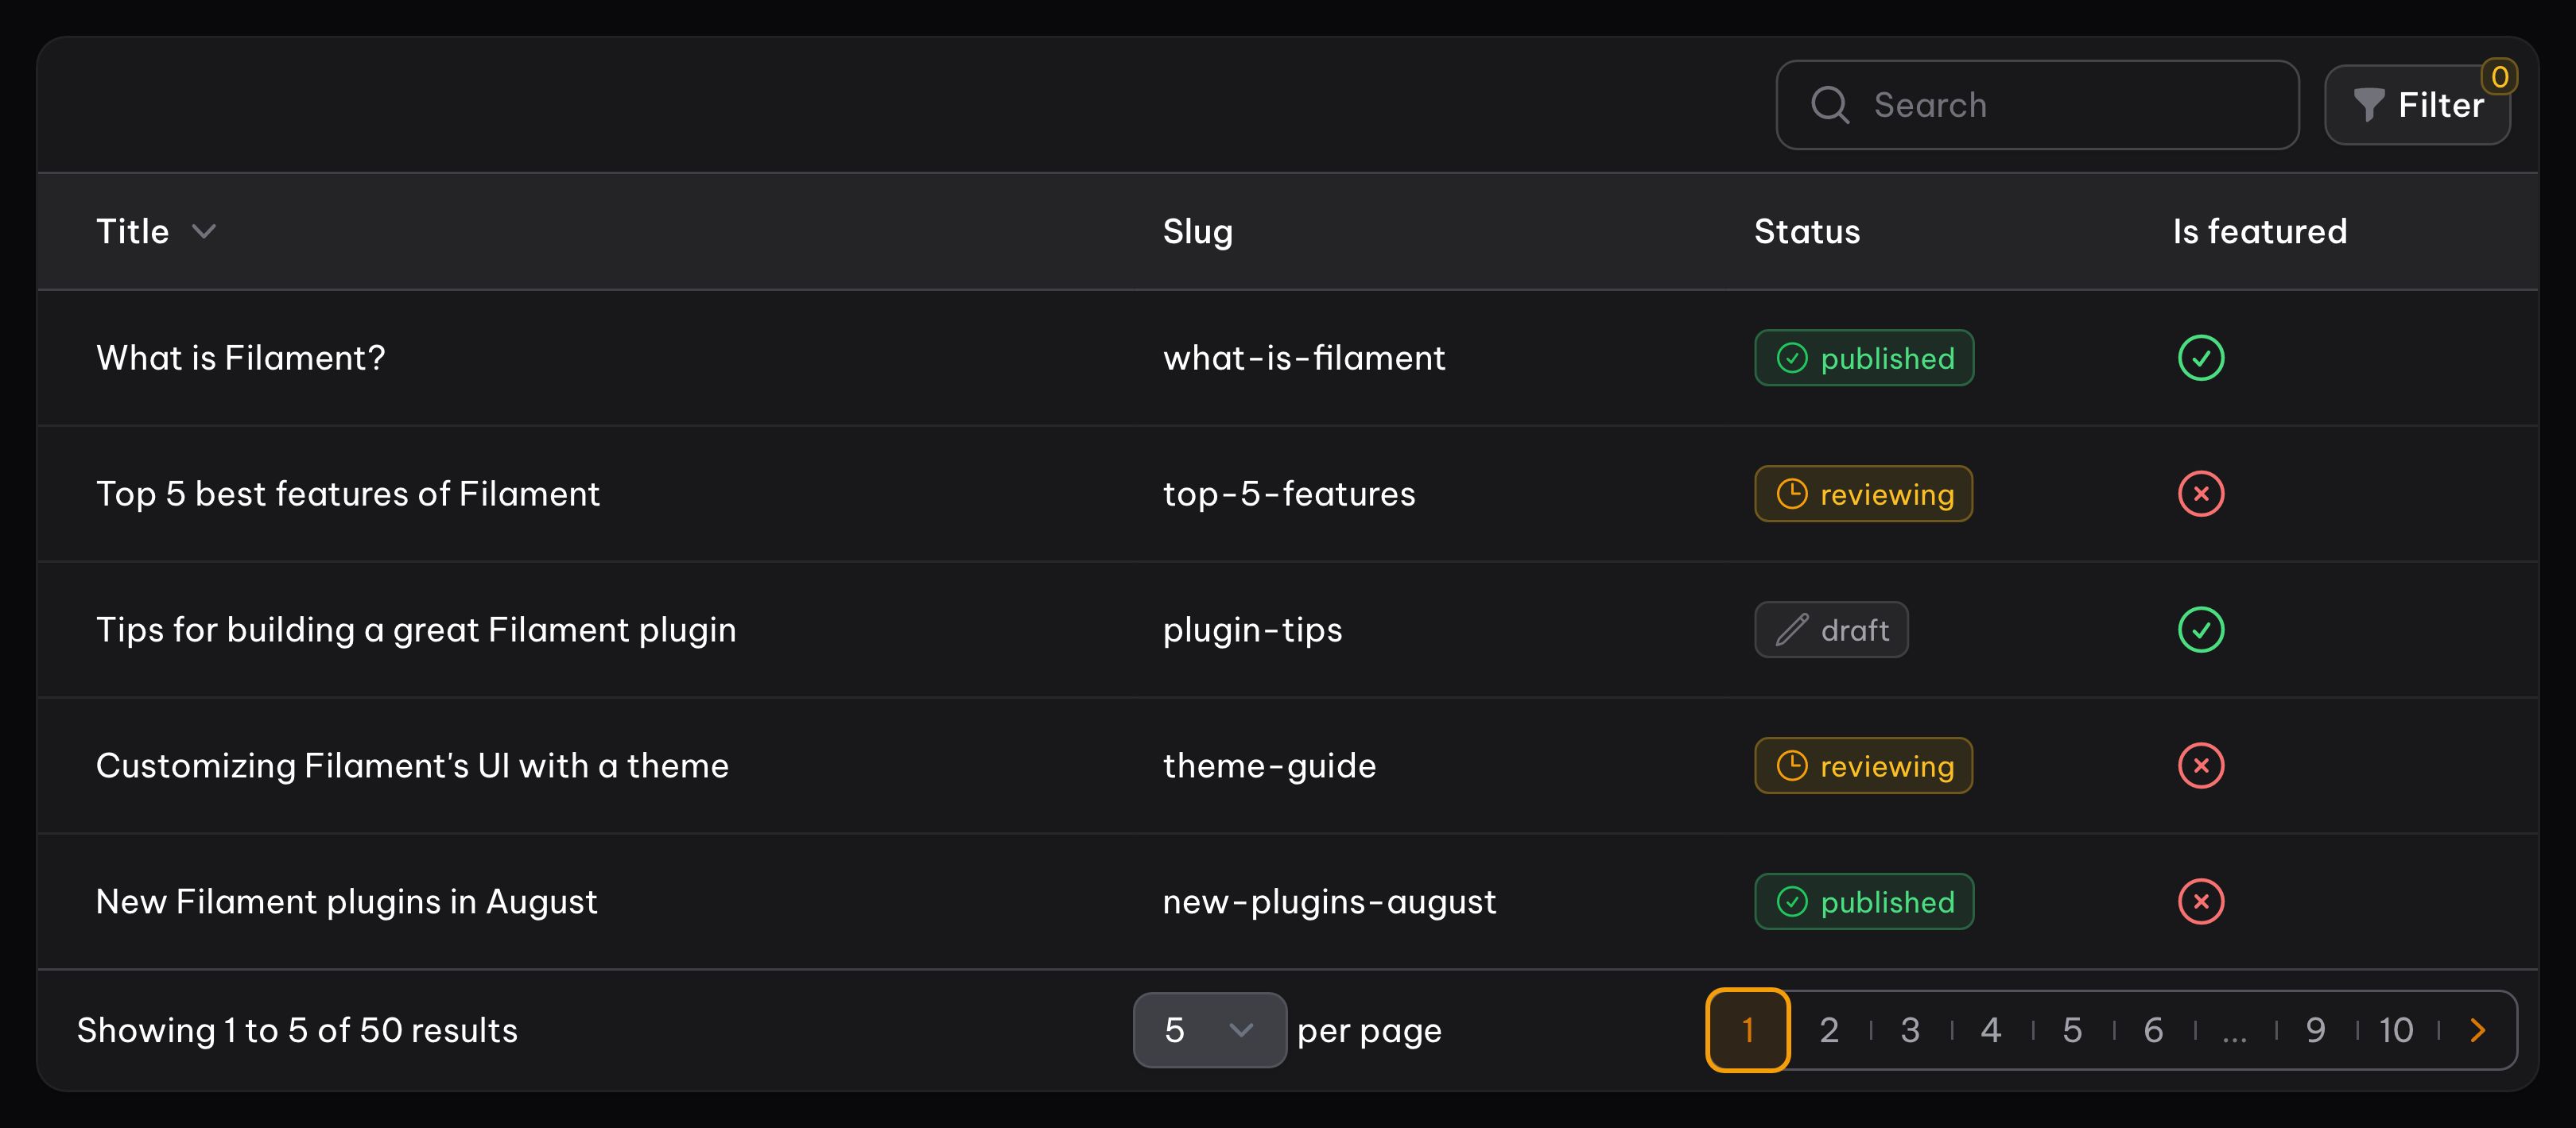 Search
Filter 0
Title Slug Status Is featured
What is Filament? what-is-filament published
Top 5 best features of Filament top-5-features reviewing
Tips for building a great Filament plugin plugin-tips draft
Customizing Filament's UI with a theme theme-guide reviewing
New Filament plugins in August new-plugins-august published
Showing 1 to 5 of 50 results 5 per page 1 2 3 4 5 6 ... 9 10